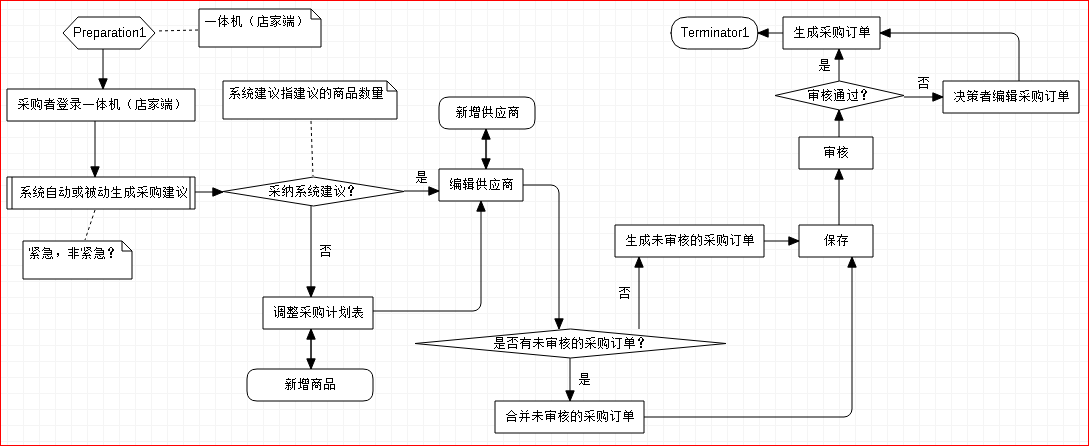 Preparation1
一体机（店家端）
采购者登录一体机（店家端）
系统自动或被动生成采购建议
紧急，非紧急？
系统建议指建议的商品数量
采纳系统建议？
是
否
调整采购计划表
新增商品
新增供应商
编辑供应商
是否有未审核的采购订单？
否
是
生成未审核的采购订单
合并未审核的采购订单
保存
审核
审核通过？
是
否
决策者编辑采购订单
生成采购订单
Terminator1